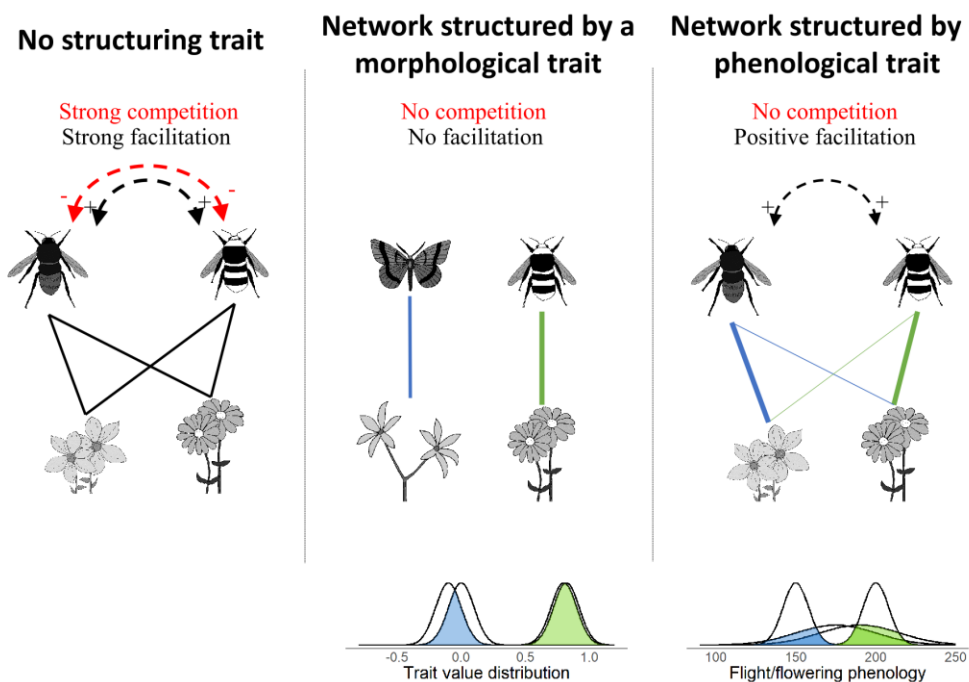 No structuring trait
Strong competition
Strong facilitation
-
-
+
+
Network structured by a
morphological trait
No competition
No facilitation
-0.5
0.0
0.5
1.0
Trait value distribution
Network structured by
phenological trait
No competition
Positive facilitation
+
+
100
150
200
250
Flight/flowering phenology